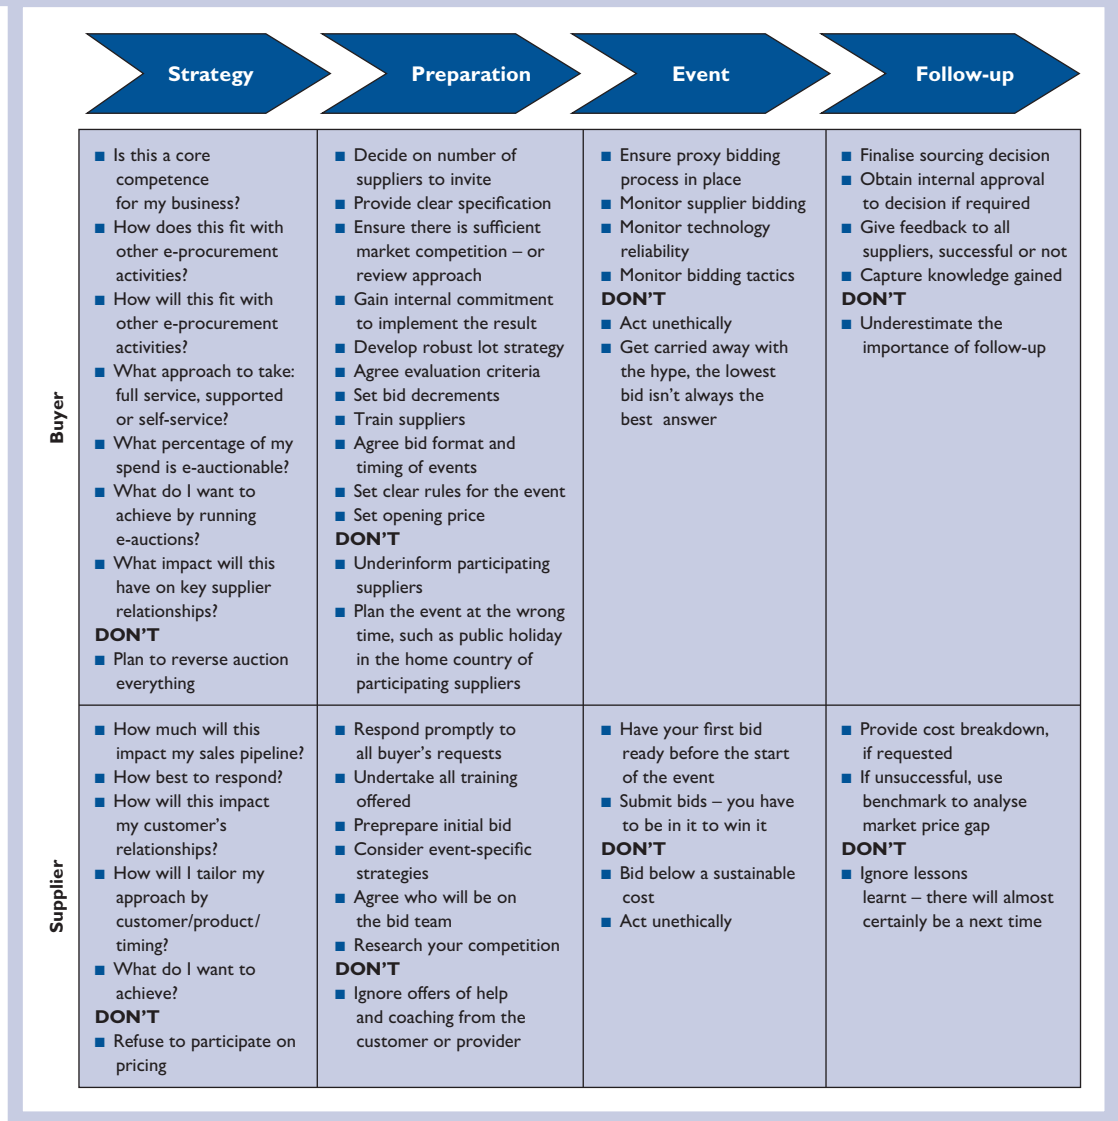 Strategy
Preparation
Event
Follow-up
Buyer
■ Is this a core
competence
for my business?
■ How does this fit with
other e-procurement
activities?
■ How will this fit with
other e-procurement
activities?
■ What approach to take:
full service, supported
or self-service?
■ What percentage of my
spend is e-auctionable?
■ What do I want to
achieve by running
e-auctions?
■ What impact will this
have on key supplier
relationships?
DON'T
■ Plan to reverse auction
everything
■ Decide on number of
suppliers to invite
■ Provide clear specification
■ Ensure there is sufficient
market competition – or
review approach
■ Gain internal commitment
to implement the result
■ Develop robust lot strategy
■ Agree evaluation criteria
■ Set bid decrements
■ Train suppliers
■ Agree bid format and
timing of events
■ Set clear rules for the event
■ Set opening price
DON'T
■ Underinform participating
suppliers
■ Plan the event at the wrong
time, such as public holiday
in the home country of
participating suppliers
■ Ensure proxy bidding
process in place
■ Monitor supplier bidding
■ Monitor technology
reliability
■ Monitor bidding tactics
DON'T
■ Act unethically
■ Get carried away with
the hype, the lowest
bid isn't always the
best answer
■ Finalise sourcing decision
■ Obtain internal approval
to decision if required
■ Give feedback to all
suppliers, successful or not
■ Capture knowledge gained
DON'T
■ Underestimate the
importance of follow-up
Supplier
■ How much will this
impact my sales pipeline?
■ How best to respond?
■ How will this impact
my customer's
relationships?
■ How will I tailor my
approach by
customer/product/
timing?
■ What do I want to
achieve?
DON'T
■ Refuse to participate on
pricing
■ Respond promptly to
all buyer's requests
■ Undertake all training
offered
■ Preprepare initial bid
■ Consider event-specific
strategies
■ Agree who will be on
the bid team
■ Research your competition
DON'T
■ Ignore offers of help
and coaching from the
customer or provider
■ Have your first bid
ready before the start
of the event
■ Submit bids – you have
to be in it to win it
DON'T
■ Bid below a sustainable
cost
■ Act unethically
■ Provide cost breakdown,
if requested
■ If unsuccessful, use
benchmark to analyse
market price gap
DON'T
■ Ignore lessons
learnt – there will almost
certainly be a next time